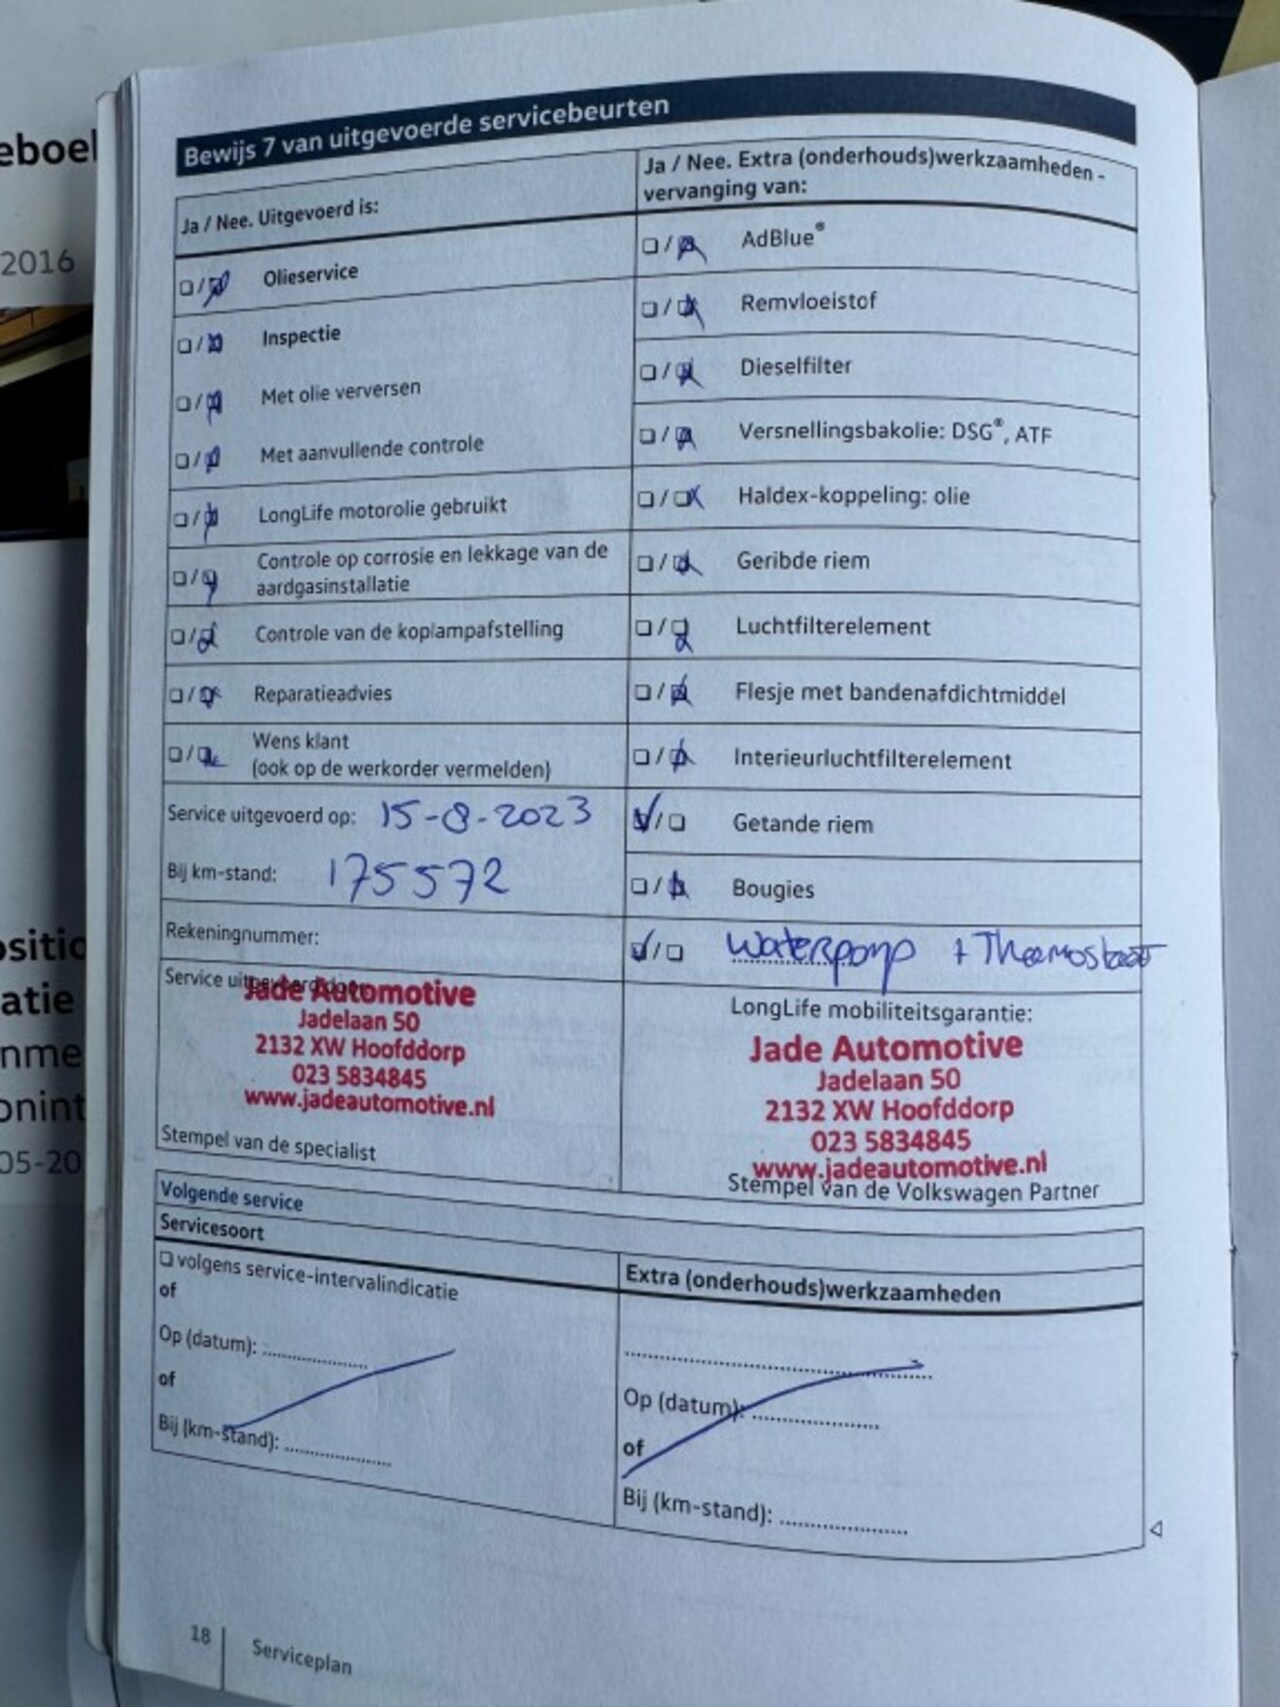 eboel
2016
ositic
atie
nme
onint
05-20
Bewijs 7 van uitgevoerde servicebeurten
Ja / Nee. Uitgevoerd is:
Olieservice
Inspectie
Met olie verversen
Met aanvullende controle
LongLife motorolie gebruikt
Controle op corrosie en lekkage van de
aardgasinstallatie
Controle van de koplampafstelling
Reparatieadvies
Wens klant
(ook op de werkorder vermelden)
Service uitgevoerd op: 15-8-2023
Bij km-stand: 175572
Rekeningnummer:
Service uitgevoerd door:
Jade Automotive
Jadelaan 50
2132 XW Hoofddorp
023 5834845
www.jadeautomotive.nl
Stempel van de specialist
Ja / Nee. Extra (onderhouds)werkzaamheden -
vervanging van:
AdBlue®
Remvloeistof
Dieselfilter
Versnellingsbakolie: DSG®, ATF
Haldex-koppeling: olie
Geribde riem
Luchtfilterelement
Flesje met bandenafdichtmiddel
Interieurluchtfilterelement
Getande riem
Bougies
Waterpomp + Thermostaat
LongLife mobiliteitsgarantie:
Jade Automotive
Jadelaan 50
2132 XW Hoofddorp
023 5834845
www.jadeautomotive.nl
Stempel van de Volkswagen Partner
Volgende service
Servicesoort
volgens service-intervalindicatie
of
Op (datum):
of
Bij (km-stand):
Extra (onderhouds)werkzaamheden
Op (datum):
of
Bij (km-stand):
18
Serviceplan